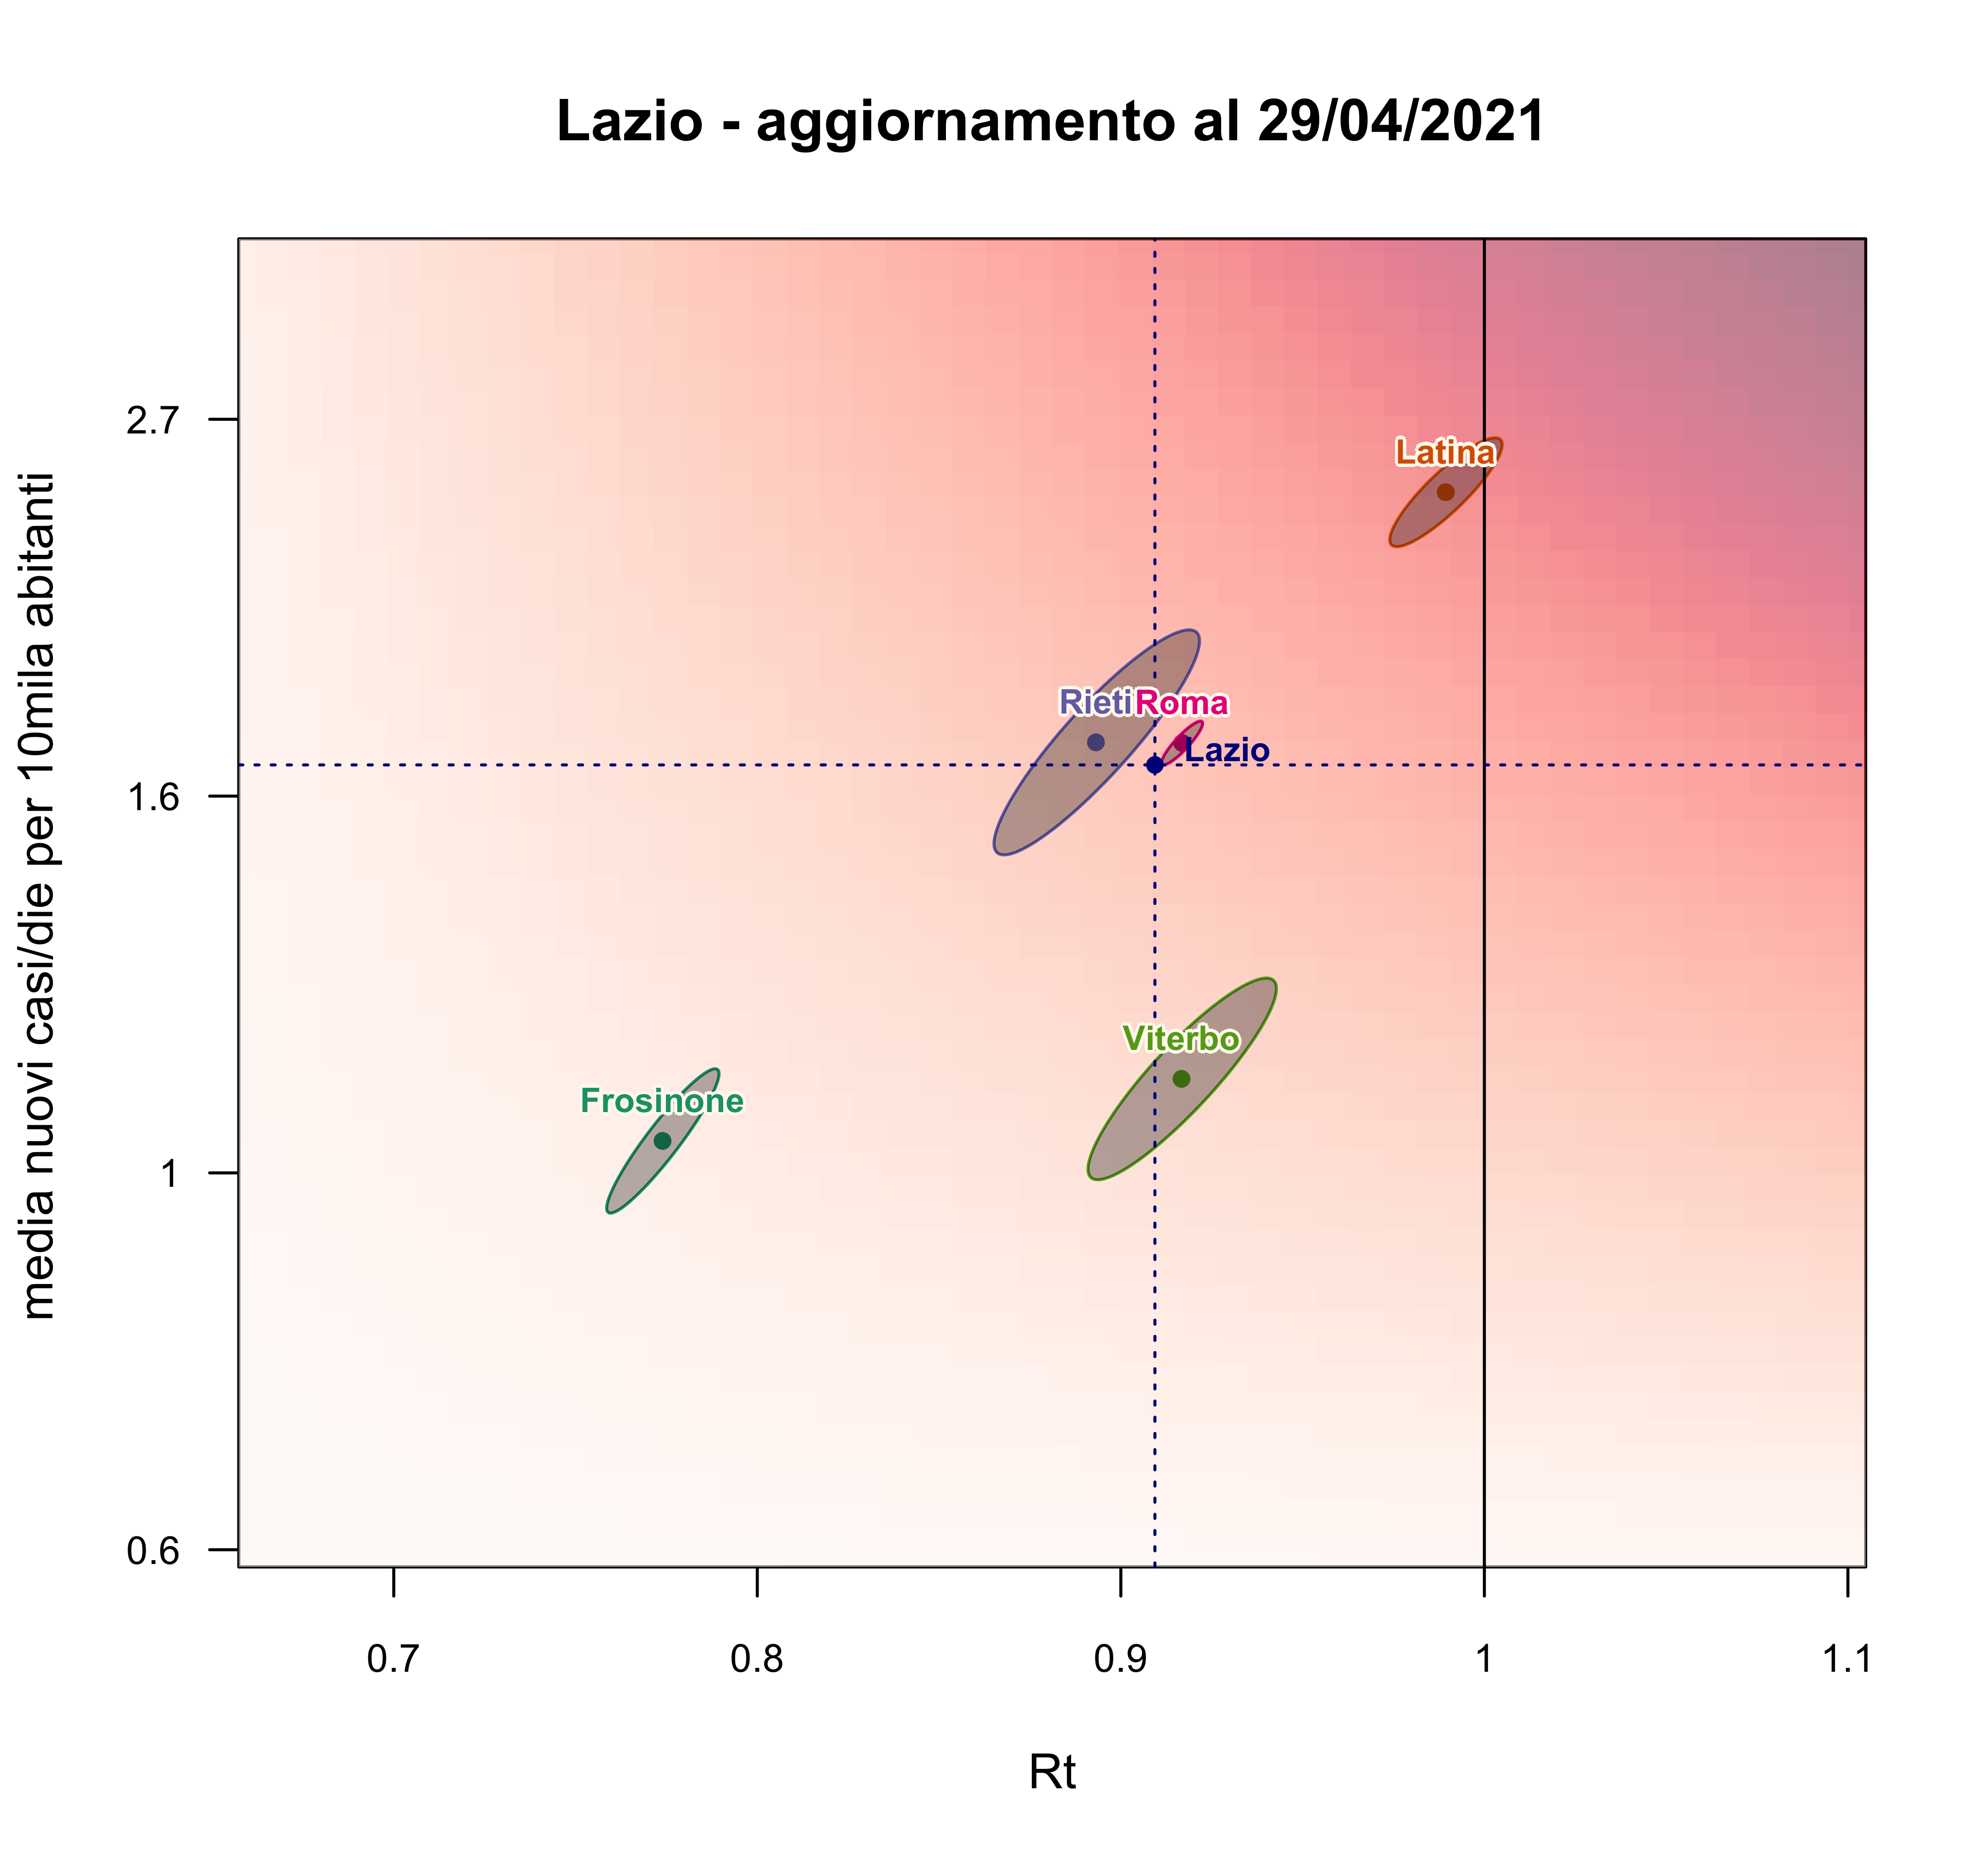 Lazio - aggiornamento al 29/04/2021
media nuovi casi/die per 10mila abitanti
2.7
1.6
1
0.6
Latina
Rieti
Roma
Lazio
Viterbo
Frosinone
0.7
0.8
0.9
1
1.1
Rt